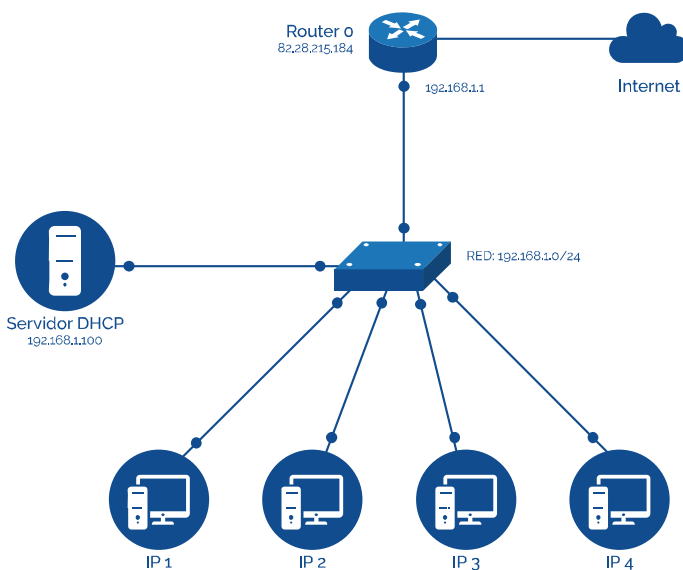 Router 0
82.28.215.184
Internet
192.168.1.1
RED: 192.168.1.0/24
Servidor DHCP
192.168.1.100
IP 1
IP 2
IP 3
IP 4